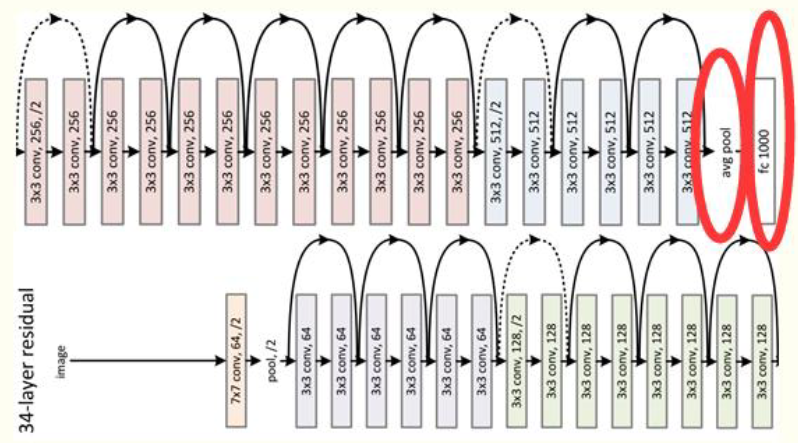 3x3 conv, 256, /2
3x3 conv, 256
3x3 conv, 256
3x3 conv, 256
3x3 conv, 256
3x3 conv, 256
3x3 conv, 256
3x3 conv, 256
3x3 conv, 256
3x3 conv, 256
3x3 conv, 256
3x3 conv, 256
3x3 conv, 512, /2
3x3 conv, 512
3x3 conv, 512
3x3 conv, 512
3x3 conv, 512
3x3 conv, 512
avg pool
fc 1000
34-layer residual
image
7x7 conv, 64, /2
pool, /2
3x3 conv, 64
3x3 conv, 64
3x3 conv, 64
3x3 conv, 64
3x3 conv, 64
3x3 conv, 64
3x3 conv, 128, /2
3x3 conv, 128
3x3 conv, 128
3x3 conv, 128
3x3 conv, 128
3x3 conv, 128
3x3 conv, 128
3x3 conv, 128